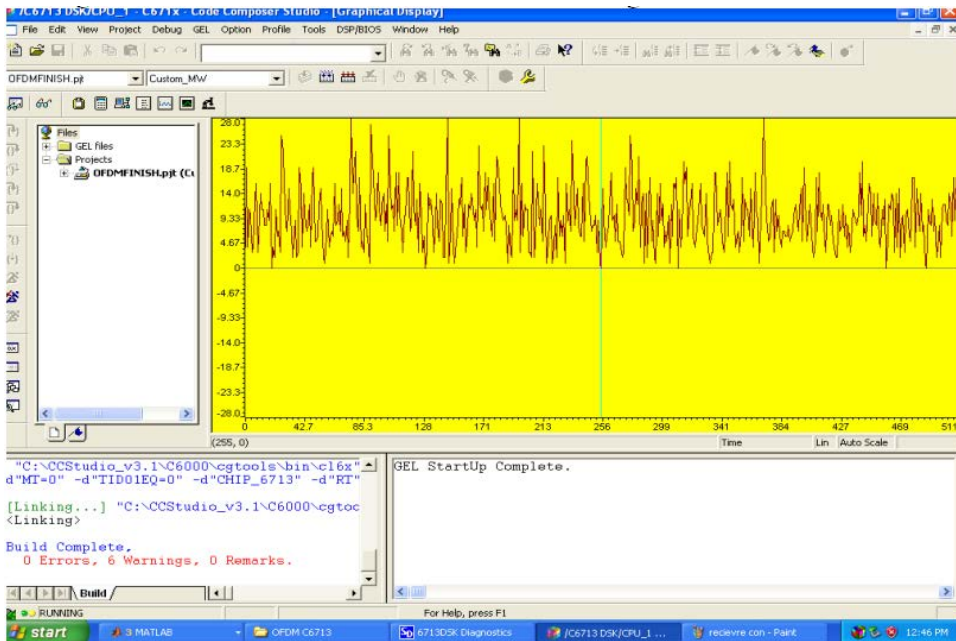 /C6713 DSK/CPU_1 - C671x - Code Composer Studio - [Graphical Display]
File Edit View Project Debug GEL Option Profile Tools DSP/BIOS Window Help
OFDMFINISH.pjt Custom_MW
Files
GEL files
Projects
OFDMFINISH.pjt (Cu
28.0
23.3
18.7
14.0
9.33
4.67
0
-4.67
-9.33
-14.0
-18.7
-23.3
-28.0
0 42.7 85.3 128 171 213 256 299 341 384 427 469 511
(255, 0) Time Lin Auto Scale
"C:\CCStudio_v3.1\C6000\cgtools\bin\cl6x"
d"MT=0" -d"TIDO1EQ=0" -d"CHIP_6713" -d"RT"
[Linking...] "C:\CCStudio_v3.1\C6000\cgtoc
<Linking>
Build Complete,
0 Errors, 6 Warnings, 0 Remarks.
Build
GEL StartUp Complete.
RUNNING For Help, press F1
start 3 MATLAB OFDM C6713 6713DSK Diagnostics /C6713 DSK/CPU_1 ... recievre con - Paint 12:46 PM